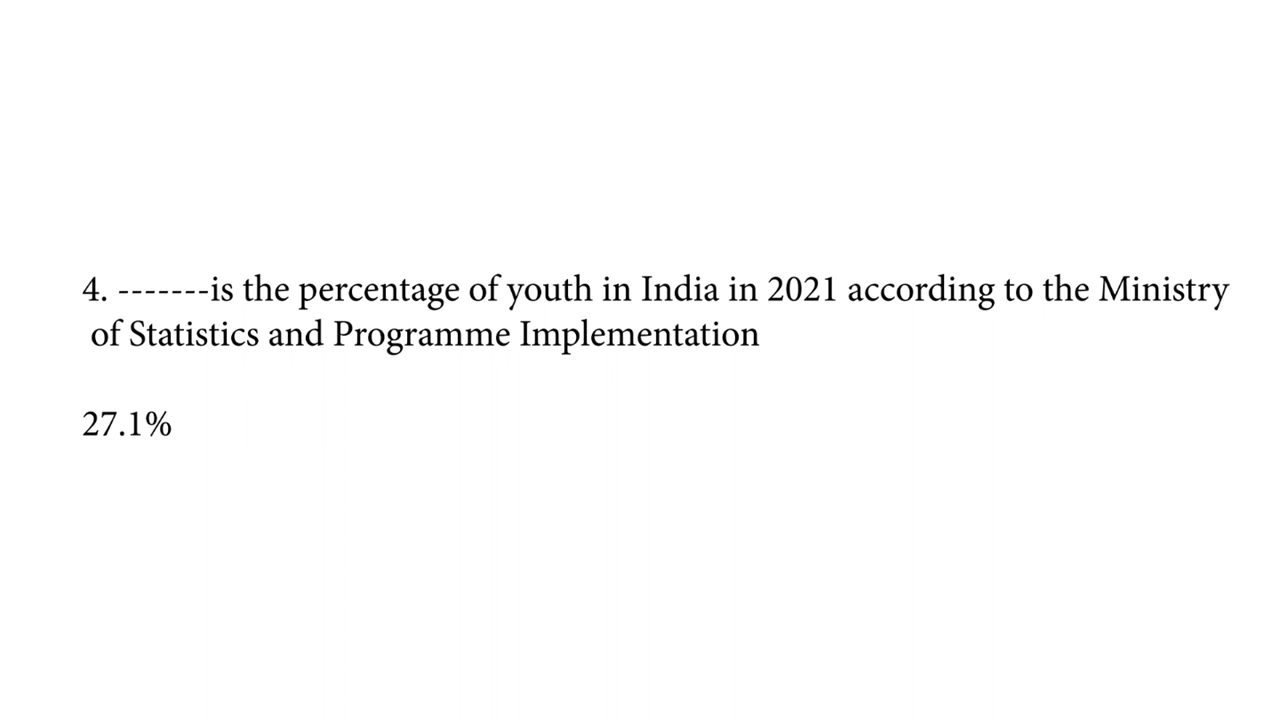 4. -------is the percentage of youth in India in 2021 according to the Ministry
of Statistics and Programme Implementation
27.1%